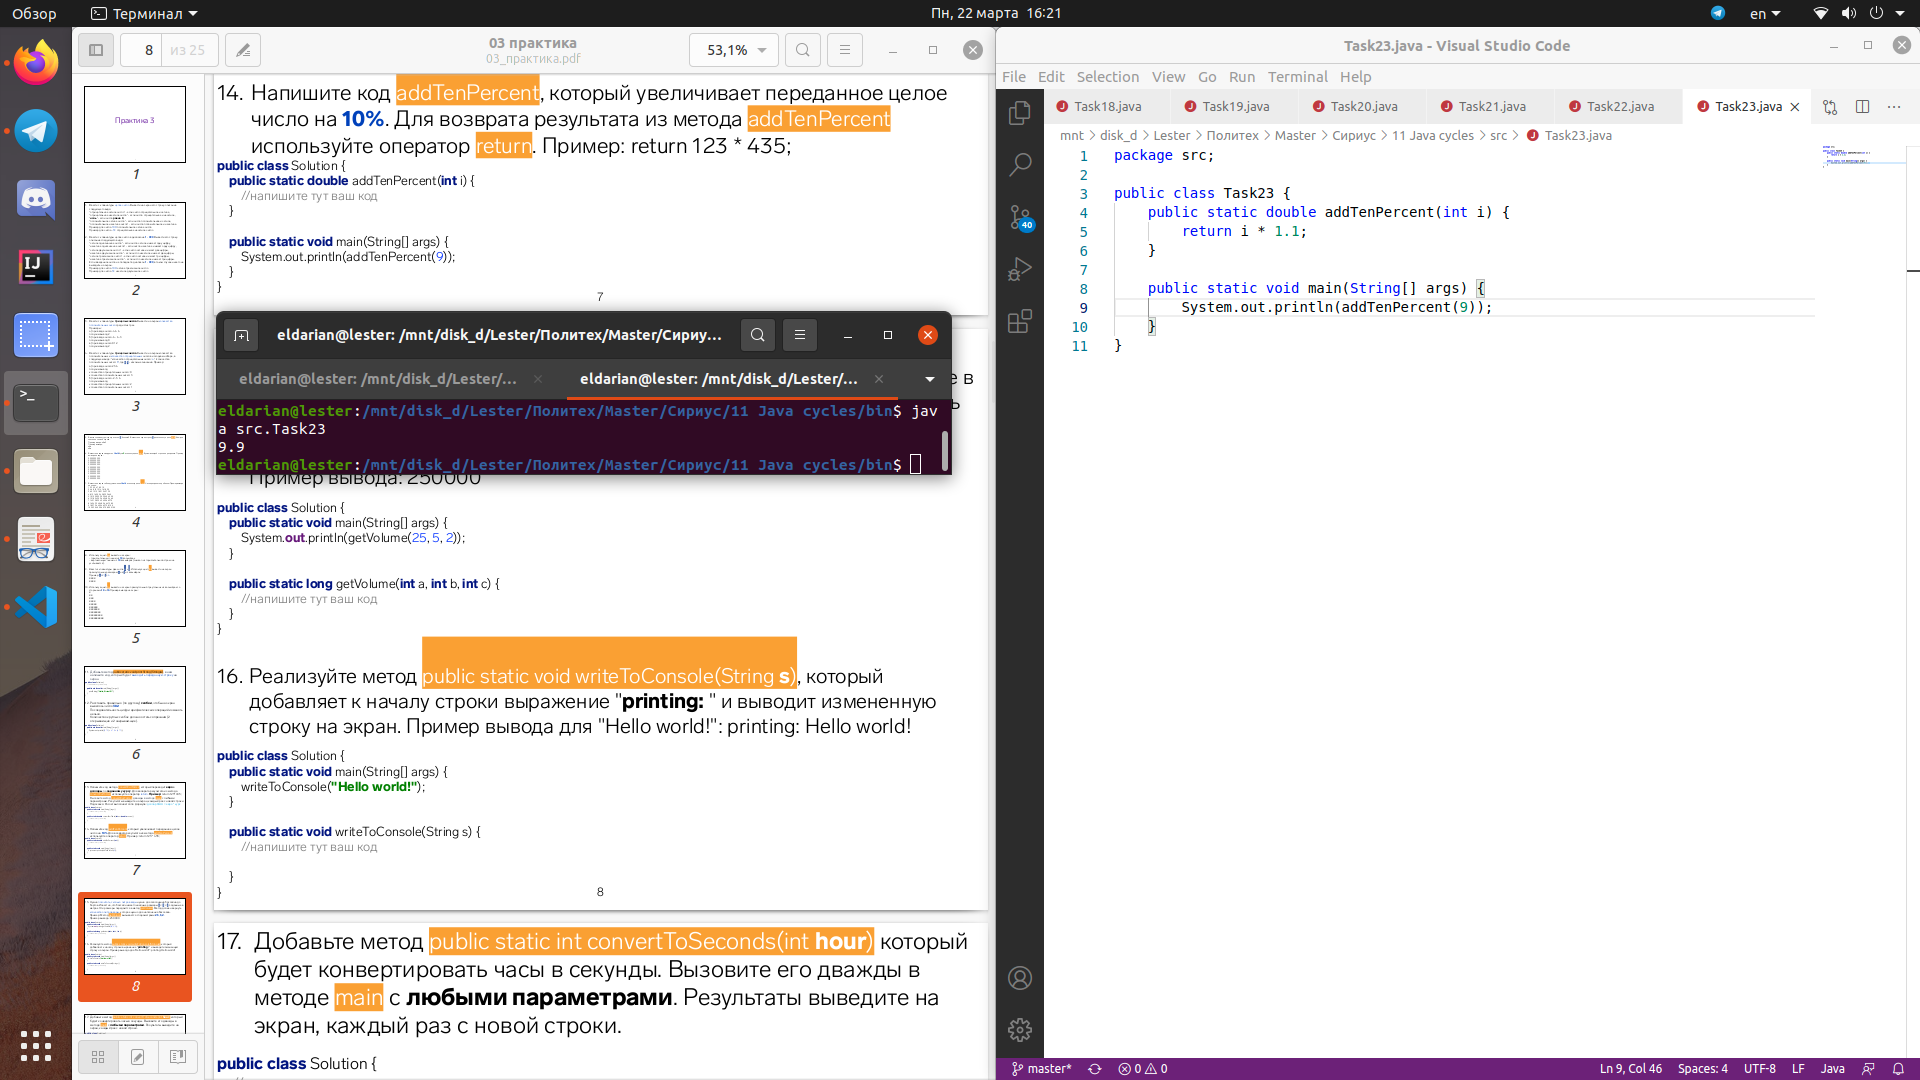 Обзор
Терминал
Пн, 22 марта 16:21
en
8
из 25
03 практика
03_практика.pdf
53,1%
Практика 3
1
2
3
4
5
6
7
8
14. Напишите код addTenPercent, который увеличивает переданное целое
число на 10%. Для возврата результата из метода addTenPercent
используйте оператор return. Пример: return 123 * 435;
public class Solution {
public static double addTenPercent(int i) {
//напишите тут ваш код
}
public static void main(String[] args) {
System.out.println(addTenPercent(9));
}
}
7
eldarian@lester: /mnt/disk_d/Lester/Политех/Master/Сириу...
eldarian@lester: /mnt/disk_d/Lester/...
eldarian@lester: /mnt/disk_d/Lester/...
eldarian@lester:/mnt/disk_d/Lester/Политех/Master/Сириус/11 Java cycles/bin$ jav
a src.Task23
9.9
eldarian@lester:/mnt/disk_d/Lester/Политех/Master/Сириус/11 Java cycles/bin$
Пример вывода: 250000
public class Solution {
public static void main(String[] args) {
System.out.println(getVolume(25, 5, 2));
}
public static long getVolume(int a, int b, int c) {
//напишите тут ваш код
}
}
16. Реализуйте метод public static void writeToConsole(String s), который
добавляет к началу строки выражение "printing: " и выводит измененную
строку на экран. Пример вывода для "Hello world!": printing: Hello world!
public class Solution {
public static void main(String[] args) {
writeToConsole("Hello world!");
}
public static void writeToConsole(String s) {
//напишите тут ваш код
}
}
8
17. Добавьте метод public static int convertToSeconds(int hour) который
будет конвертировать часы в секунды. Вызовите его дважды в
методе main с любыми параметрами. Результаты выведите на
экран, каждый раз с новой строки.
public class Solution {
Task23.java - Visual Studio Code
File Edit Selection View Go Run Terminal Help
Task18.java
Task19.java
Task20.java
Task21.java
Task22.java
Task23.java
mnt > disk_d > Lester > Политех > Master > Сириус > 11 Java cycles > src > Task23.java
40
1 package src;
2
3 public class Task23 {
4 public static double addTenPercent(int i) {
5 return i * 1.1;
6 }
7
8 public static void main(String[] args) {
9 System.out.println(addTenPercent(9));
10 }
11 }
master*
0
0
Ln 9, Col 46
Spaces: 4
UTF-8
LF
Java